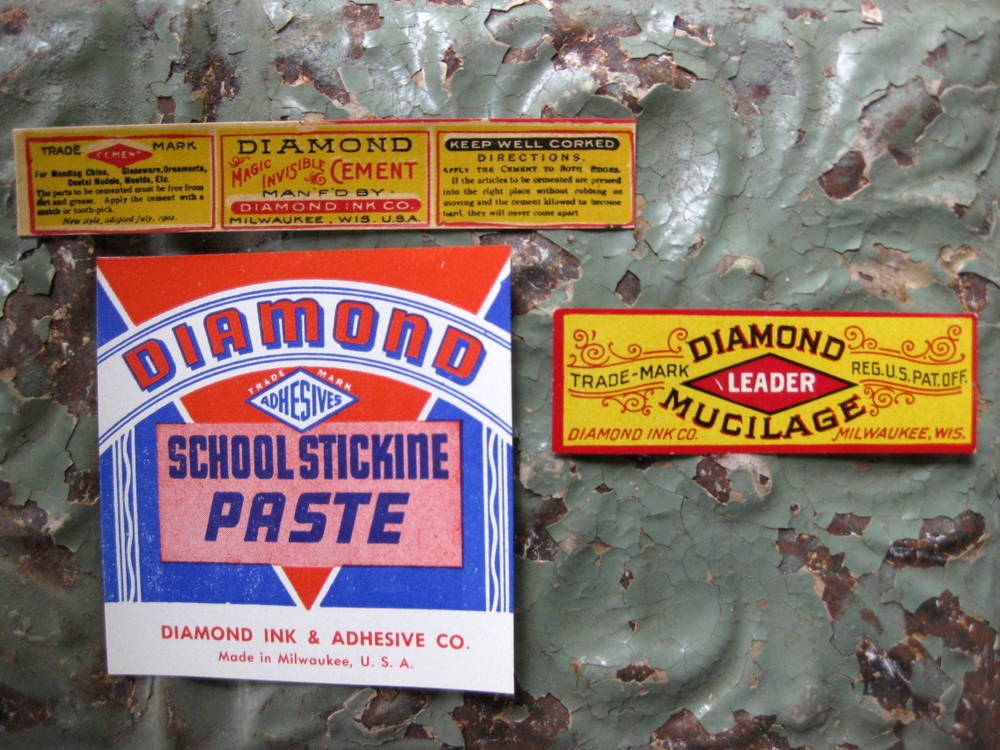 TRADE MARK
CEMENT
For Mending China, Glassware, Ornaments,
Dental Models, Moulds, Etc.
The parts to be cemented must be free from
dirt and grease. Apply the cement with a
match or tooth-pick.
New style, adopted July, 1902.
DIAMOND
MAGIC INVISIBLE CEMENT
MAN'F'D BY
DIAMOND INK CO.
MILWAUKEE, WIS. U.S.A.
KEEP WELL CORKED
DIRECTIONS.
APPLY THE CEMENT TO BOTH EDGES.
If the articles to be cemented are pressed
into the right place without rubbing or
moving and the cement allowed to become
hard, they will never come apart
DIAMOND
TRADE MARK
ADHESIVES
SCHOOL STICKINE
PASTE
DIAMOND INK & ADHESIVE CO.
Made in Milwaukee, U. S. A.
DIAMOND
TRADE-MARK LEADER REG.U.S.PAT.OFF.
MUCILAGE
DIAMOND INK CO. MILWAUKEE, WIS.